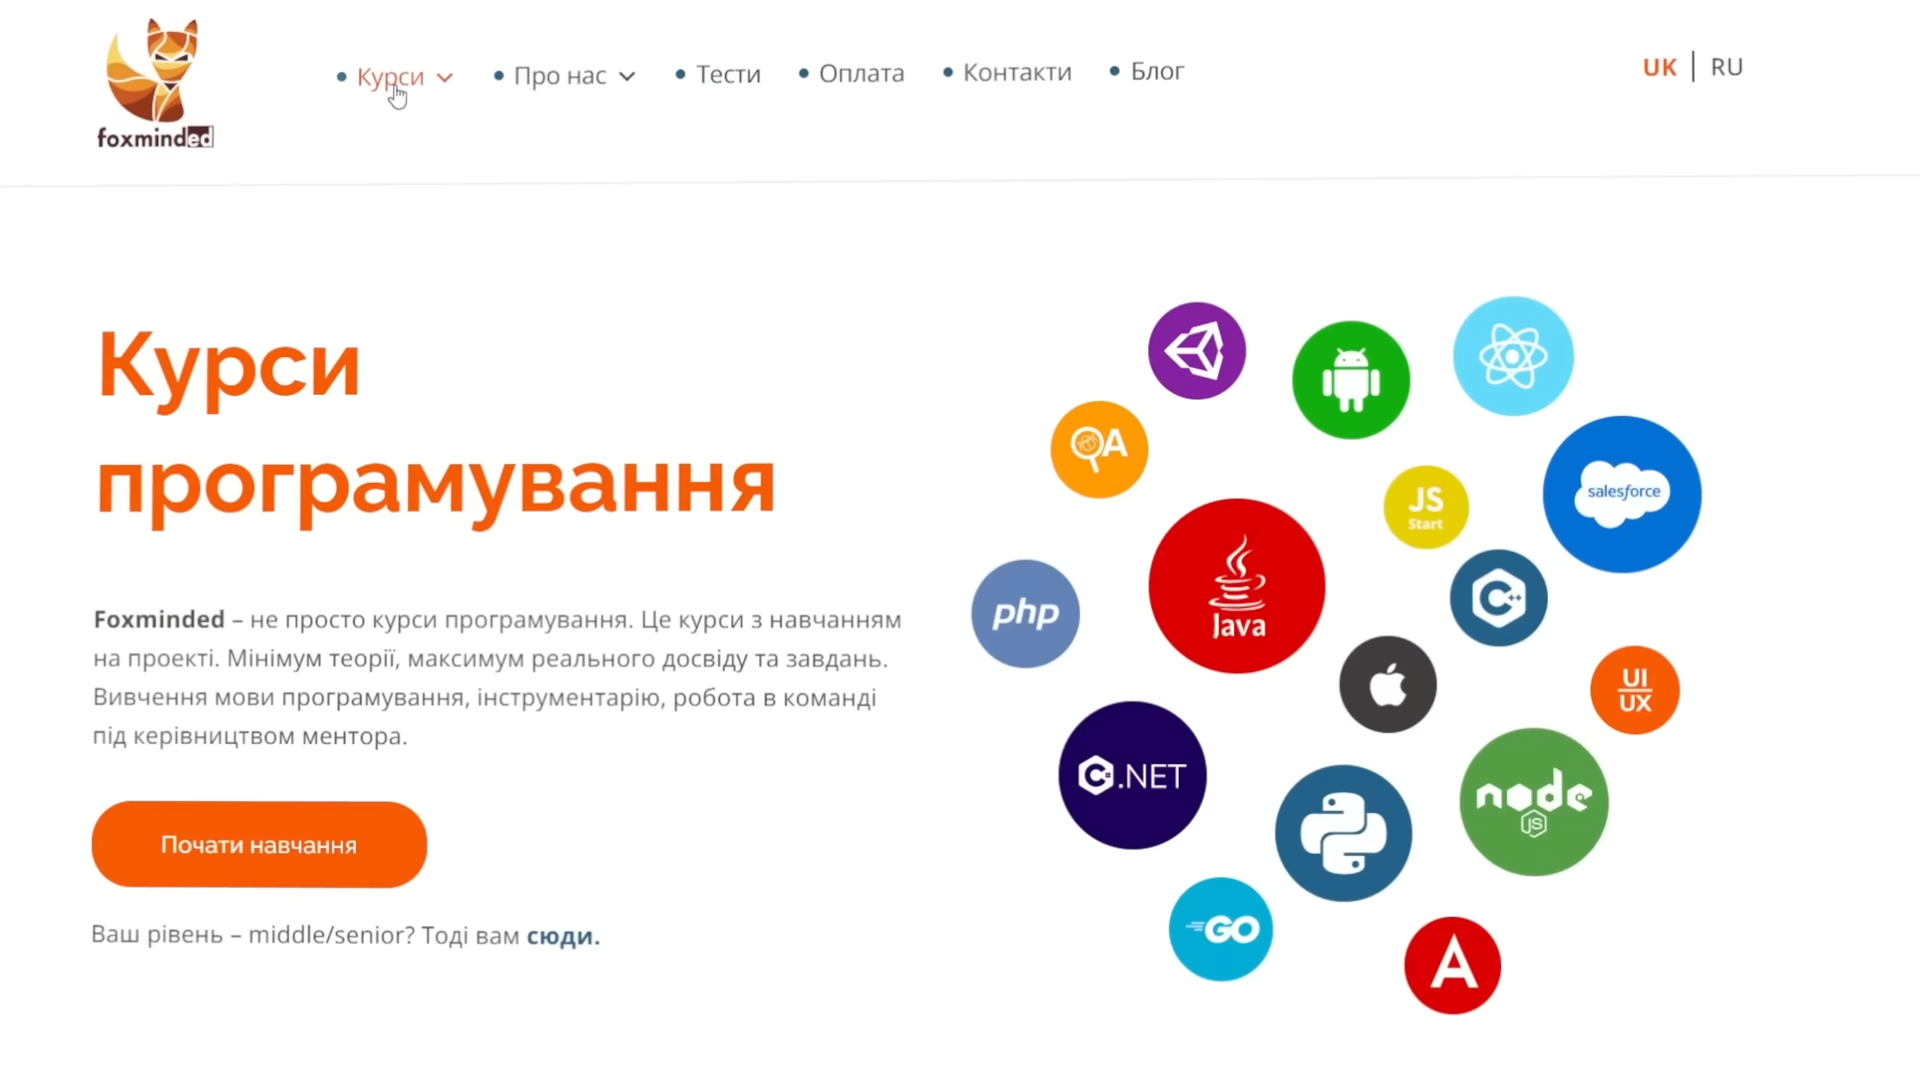 foxminded
Курси
Про нас
Тести
Оплата
Контакти
Блог
UK | RU
Курси
програмування
Foxminded – не просто курси програмування. Це курси з навчанням
на проекті. Мінімум теорії, максимум реального досвіду та завдань.
Вивчення мови програмування, інструментарію, робота в команді
під керівництвом ментора.
Почати навчання
Ваш рівень – middle/senior? Тоді вам сюди.
QA
JS
Start
salesforce
php
Java
C++
UI
UX
C#.NET
node
JS
GO
A